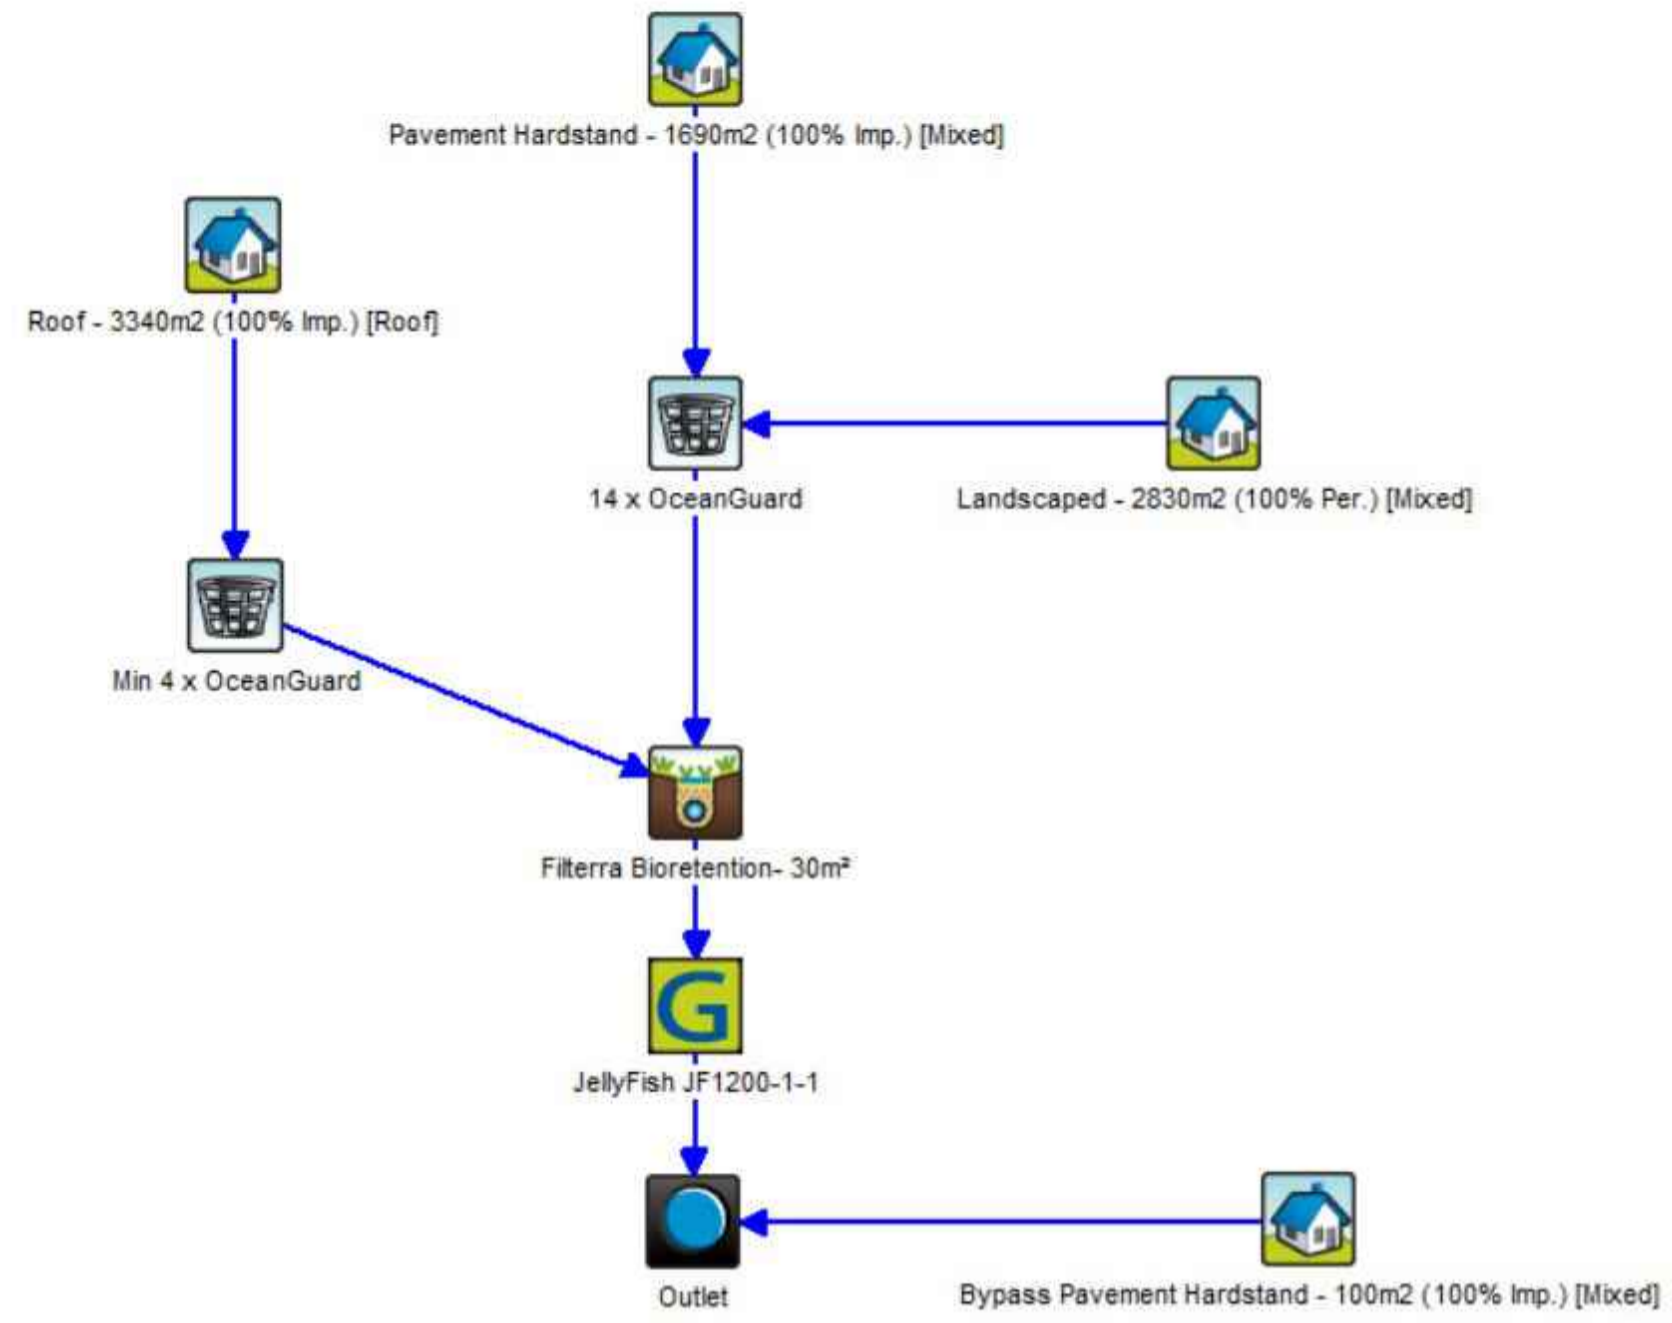 Pavement Hardstand - 1690m2 (100% Imp.) [Mixed]
Roof - 3340m2 (100% Imp.) [Roof]
14 x OceanGuard
Landscaped - 2830m2 (100% Per.) [Mixed]
Min 4 x OceanGuard
Filterra Bioretention- 30m²
G
JellyFish JF1200-1-1
Outlet
Bypass Pavement Hardstand - 100m2 (100% Imp.) [Mixed]